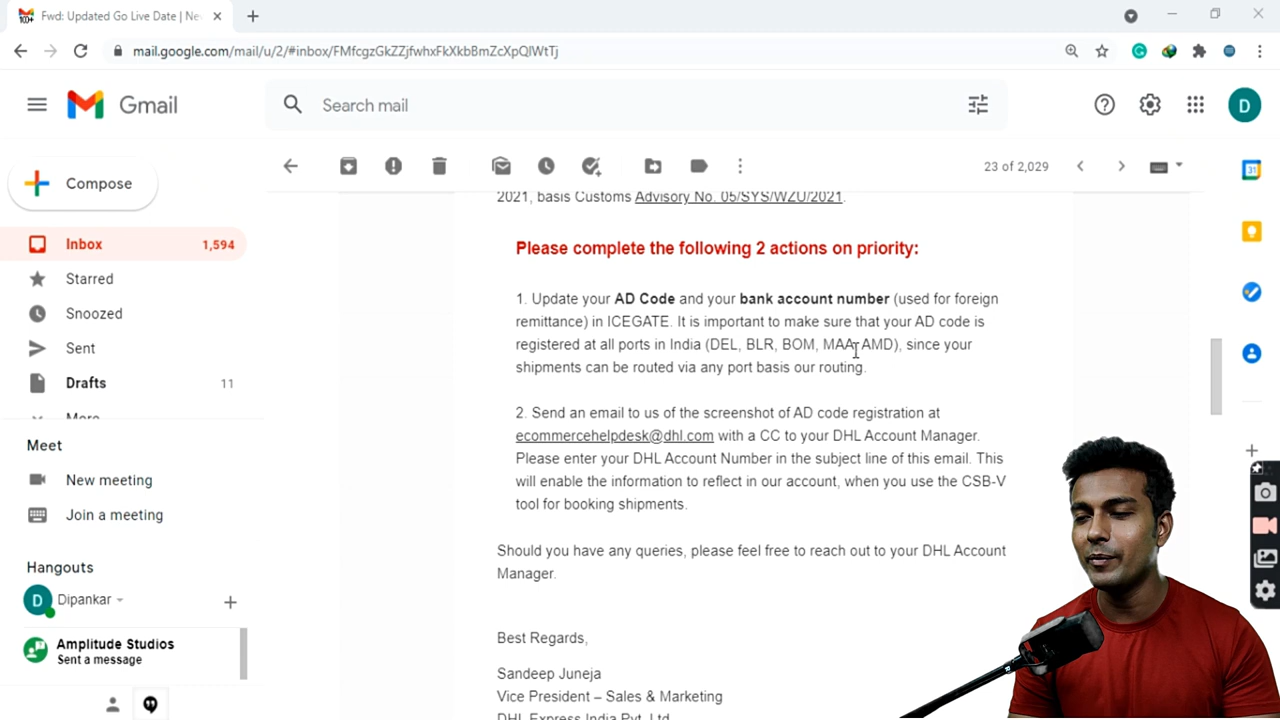 Fwd: Updated Go Live Date | Ne
mail.google.com/mail/u/2/#inbox/FMfcgzGkZZjfwhxFkXkbBmZcXpQlWtTj
Gmail
Search mail
D
Compose
23 of 2,029
Inbox 1,594
Starred
Snoozed
Sent
Drafts 11
More
Meet
New meeting
Join a meeting
Hangouts
D Dipankar
Amplitude Studios
Sent a message
2021, basis Customs Advisory No. 05/SYS/WZU/2021.
Please complete the following 2 actions on priority:
1. Update your AD Code and your bank account number (used for foreign
remittance) in ICEGATE. It is important to make sure that your AD code is
registered at all ports in India (DEL, BLR, BOM, MAA, AMD), since your
shipments can be routed via any port basis our routing.
2. Send an email to us of the screenshot of AD code registration at
ecommercehelpdesk@dhl.com with a CC to your DHL Account Manager.
Please enter your DHL Account Number in the subject line of this email. This
will enable the information to reflect in our account, when you use the CSB-V
tool for booking shipments.
Should you have any queries, please feel free to reach out to your DHL Account
Manager.
Best Regards,
Sandeep Juneja
Vice President – Sales & Marketing
DHL Express India Pvt. Ltd